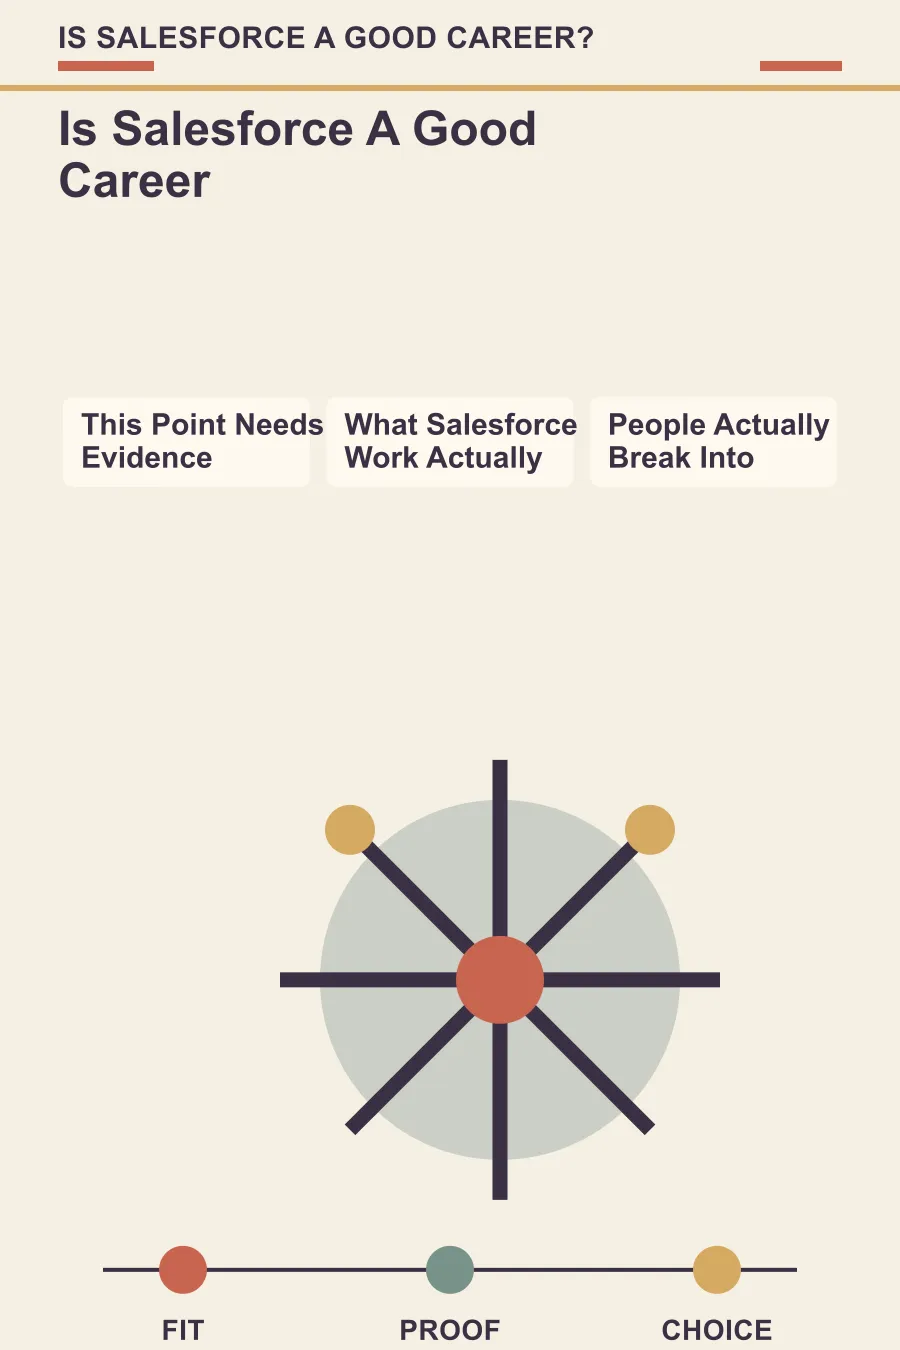 IS SALESFORCE A GOOD CAREER?
Is Salesforce A Good
Career
This Point Needs
Evidence
What Salesforce
Work Actually
People Actually
Break Into
FIT
PROOF
CHOICE